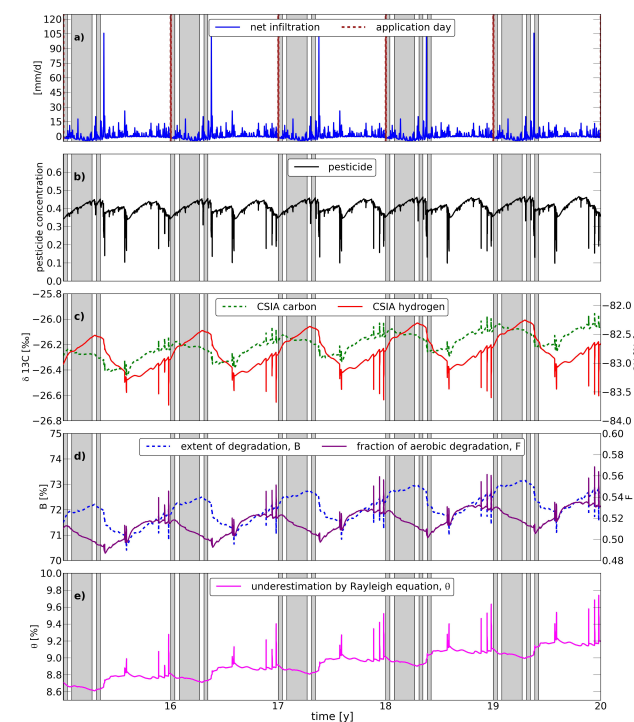 a)
net infiltration
application day
[mm/d]
120
105
90
75
60
45
30
15
0
b)
pesticide
pesticide concentration
0.6
0.5
0.4
0.3
0.2
0.1
0.0
c)
CSIA carbon
CSIA hydrogen
δ 13C [‰]
−25.8
−26.0
−26.2
−26.4
−26.6
−26.8
−82.0
−82.5
−83.0
−83.5
−84.0
d)
extent of degradation, B
fraction of aerobic degradation, F
B [%]
75
74
73
72
71
70
0.60
0.58
0.56
0.54
0.52
0.50
0.48
F
e)
underestimation by Rayleigh equation, θ
θ [%]
10.0
9.8
9.6
9.4
9.2
9.0
8.8
8.6
16
17
18
19
20
time [y]